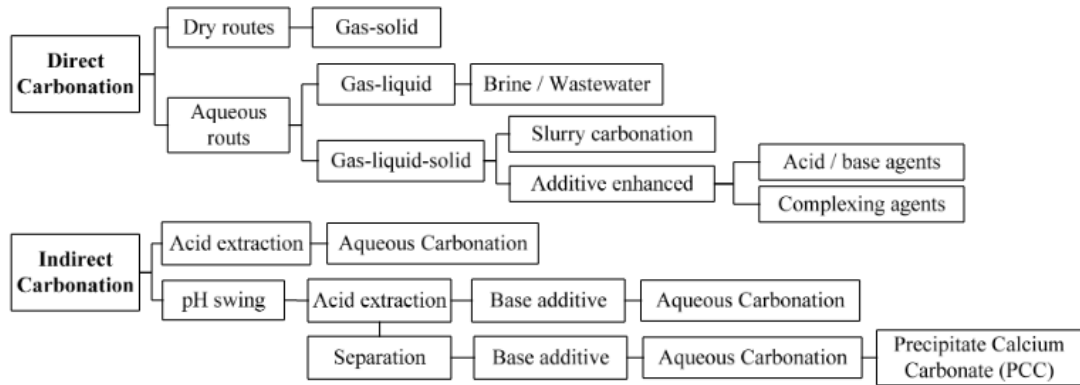 Dry routes
Gas-solid
Direct
Carbonation
Gas-liquid
Brine / Wastewater
Aqueous
routs
Slurry carbonation
Gas-liquid-solid
Acid / base agents
Additive enhanced
Complexing agents
Acid extraction
Aqueous Carbonation
Indirect
Carbonation
pH swing
Acid extraction
Base additive
Aqueous Carbonation
Separation
Base additive
Aqueous Carbonation
Precipitate Calcium
Carbonate (PCC)